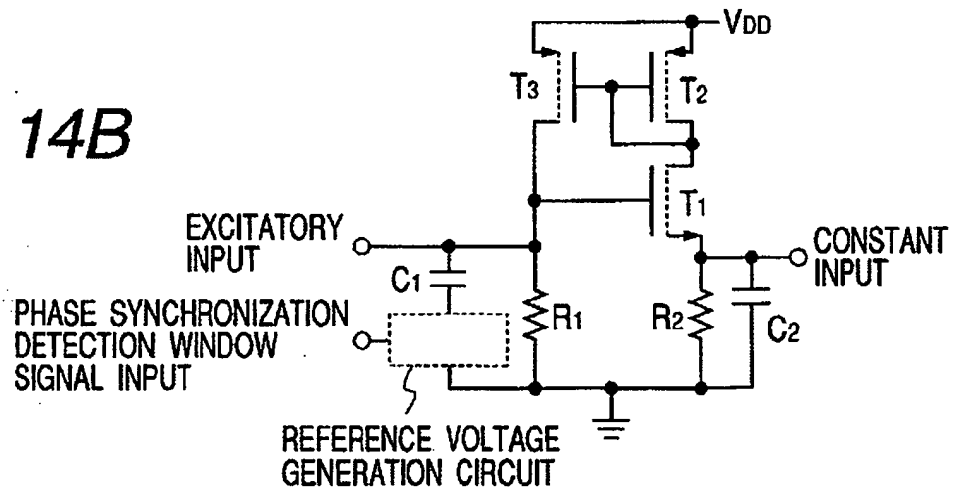 14B
VDD
T3
T2
T1
EXCITATORY
INPUT
CONSTANT
INPUT
C1
R1
R2
C2
PHASE SYNCHRONIZATION
DETECTION WINDOW
SIGNAL INPUT
REFERENCE VOLTAGE
GENERATION CIRCUIT